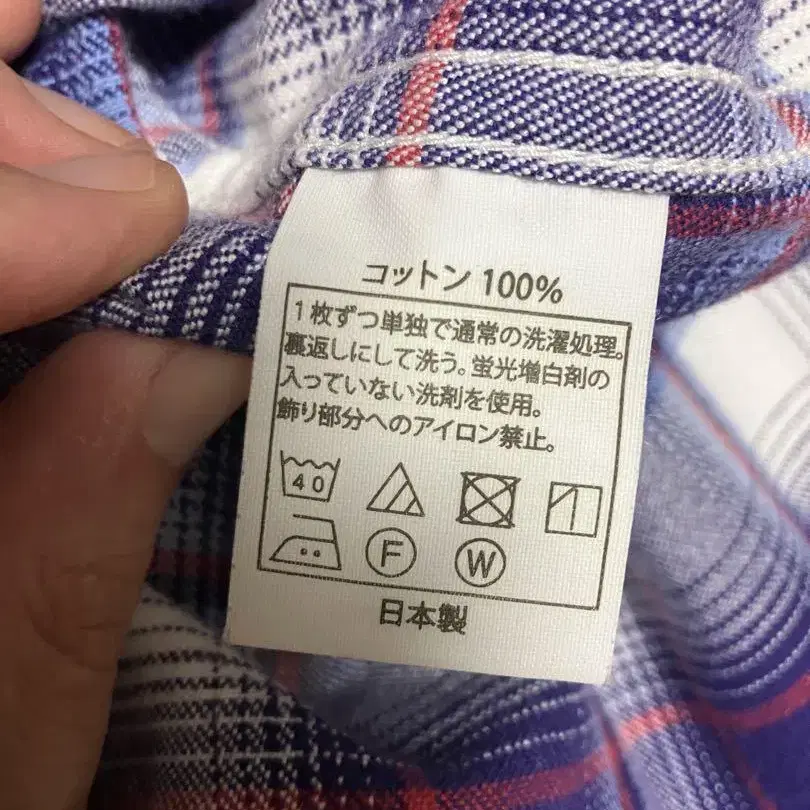 コットン 100%
1枚ずつ単独で通常の洗濯処理。
裏返しにして洗う。蛍光増白剤の
入っていない洗剤を使用。
飾り部分へのアイロン禁止。
40
F W
日本製